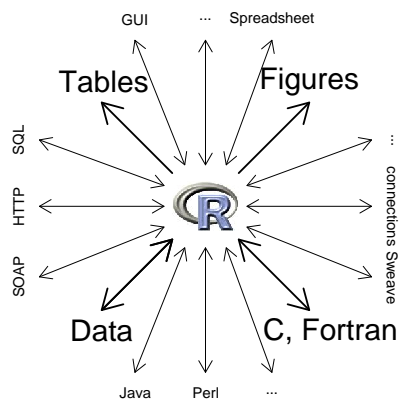 GUI ... Spreadsheet
Tables Figures
SQL ...
HTTP connections
R
SOAP Sweave
Data C, Fortran
Java Perl ...